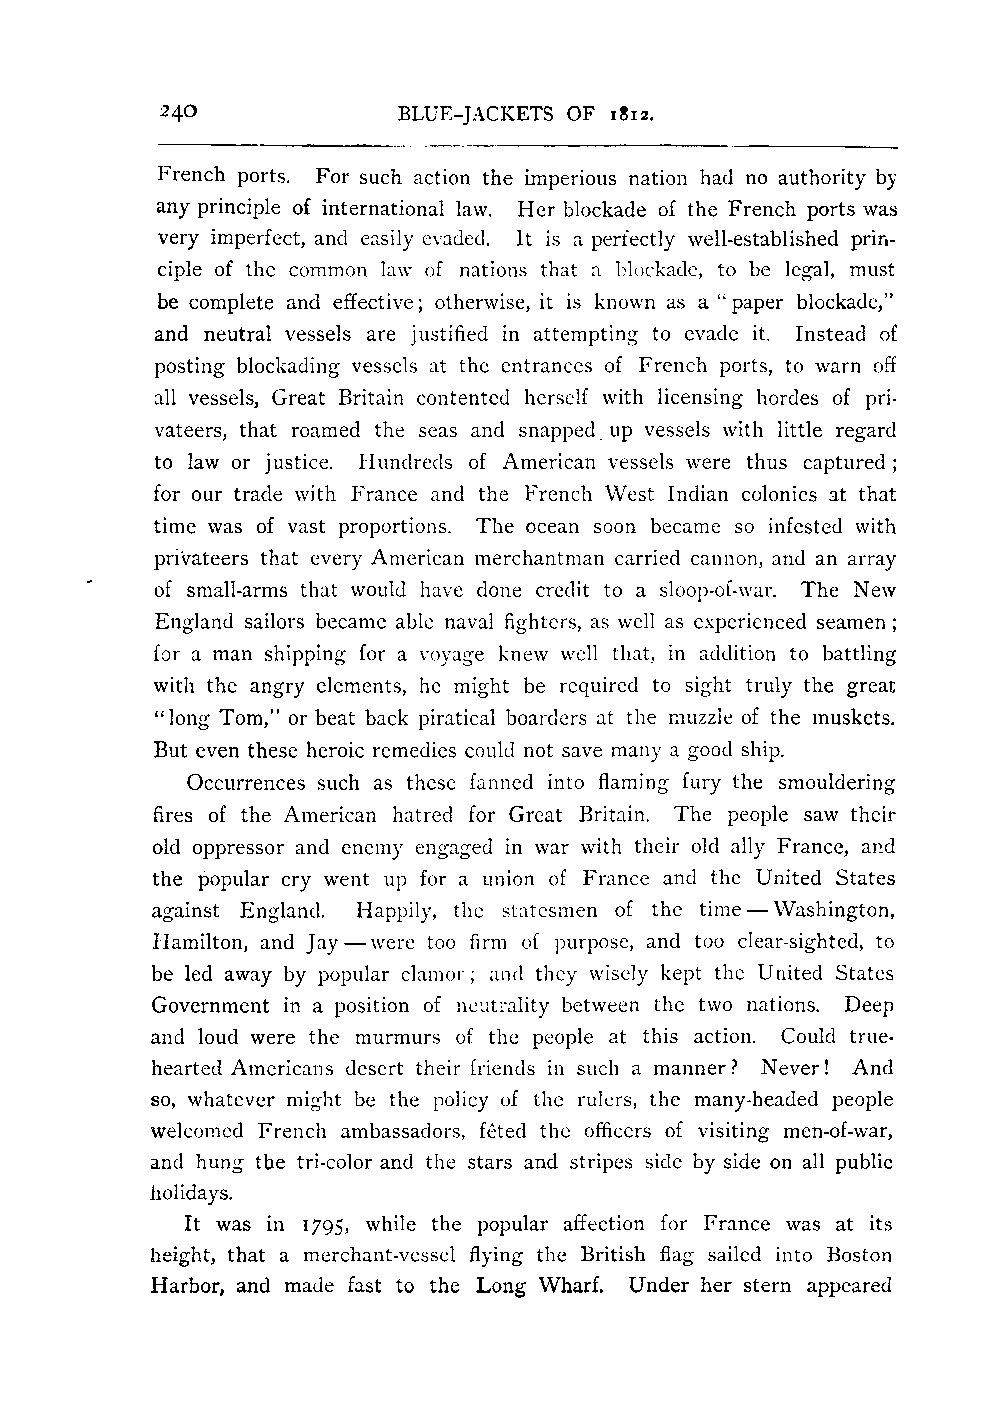 240 BLUE-JACKETS OF 1812.
French ports. For such action the imperious nation had no authority by
any principle of international law. Her blockade of the French ports was
very imperfect, and easily evaded. It is a perfectly well-established prin-
ciple of the common law of nations that a blockade, to be legal, must
be complete and effective; otherwise, it is known as a “paper blockade,”
and neutral vessels are justified in attempting to evade it. Instead of
posting blockading vessels at the entrances of French ports, to warn off
all vessels, Great Britain contented herself with licensing hordes of pri-
vateers, that roamed the seas and snapped up vessels with little regard
to law or justice. Hundreds of American vessels were thus captured;
for our trade with France and the French West Indian colonies at that
time was of vast proportions. The ocean soon became so infested with
privateers that every American merchantman carried cannon, and an array
of small-arms that would have done credit to a sloop-of-war. The New
England sailors became able naval fighters, as well as experienced seamen;
for a man shipping for a voyage knew well that, in addition to battling
with the angry elements, he might be required to sight truly the great
“long Tom,” or beat back piratical boarders at the muzzle of the muskets.
But even these heroic remedies could not save many a good ship.
Occurrences such as these fanned into flaming fury the smouldering
fires of the American hatred for Great Britain. The people saw their
old oppressor and enemy engaged in war with their old ally France, and
the popular cry went up for a union of France and the United States
against England. Happily, the statesmen of the time — Washington,
Hamilton, and Jay — were too firm of purpose, and too clear-sighted, to
be led away by popular clamor; and they wisely kept the United States
Government in a position of neutrality between the two nations. Deep
and loud were the murmurs of the people at this action. Could true-
hearted Americans desert their friends in such a manner? Never! And
so, whatever might be the policy of the rulers, the many-headed people
welcomed French ambassadors, fêted the officers of visiting men-of-war,
and hung the tri-color and the stars and stripes side by side on all public
holidays.
It was in 1795, while the popular affection for France was at its
height, that a merchant-vessel flying the British flag sailed into Boston
Harbor, and made fast to the Long Wharf. Under her stern appeared